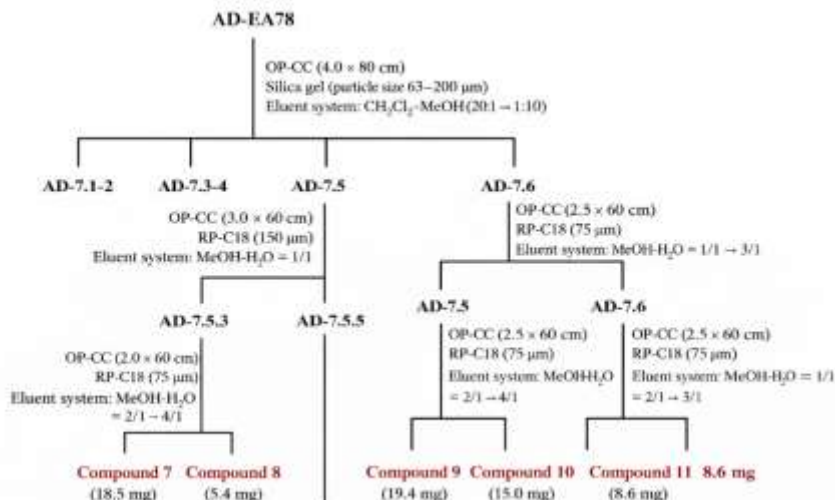 AD-EA78
OP-CC (4.0 × 80 cm)
Silica gel (particle size 63–200 μm)
Eluent system: CH₂Cl₂–MeOH (20:1 → 1:10)
AD-7.1-2
AD-7.3-4
AD-7.5
AD-7.6
OP-CC (3.0 × 60 cm)
RP-C18 (150 μm)
Eluent system: MeOH-H₂O = 1/1
OP-CC (2.5 × 60 cm)
RP-C18 (75 μm)
Eluent system: MeOH-H₂O = 1/1 → 3/1
AD-7.5.3
AD-7.5.5
AD-7.5
AD-7.6
OP-CC (2.0 × 60 cm)
RP-C18 (75 μm)
Eluent system: MeOH-H₂O
= 2/1 → 4/1
OP-CC (2.5 × 60 cm)
RP-C18 (75 μm)
Eluent system: MeOHH₂O
= 2/1 → 4/1
OP-CC (2.5 × 60 cm)
RP-C18 (75 μm)
Eluent system: MeOH-H₂O = 1/1
= 2/1 → 3/1
Compound 7
(18.5 mg)
Compound 8
(5.4 mg)
Compound 9
(19.4 mg)
Compound 10
(15.0 mg)
Compound 11
8.6 mg
(8.6 mg)